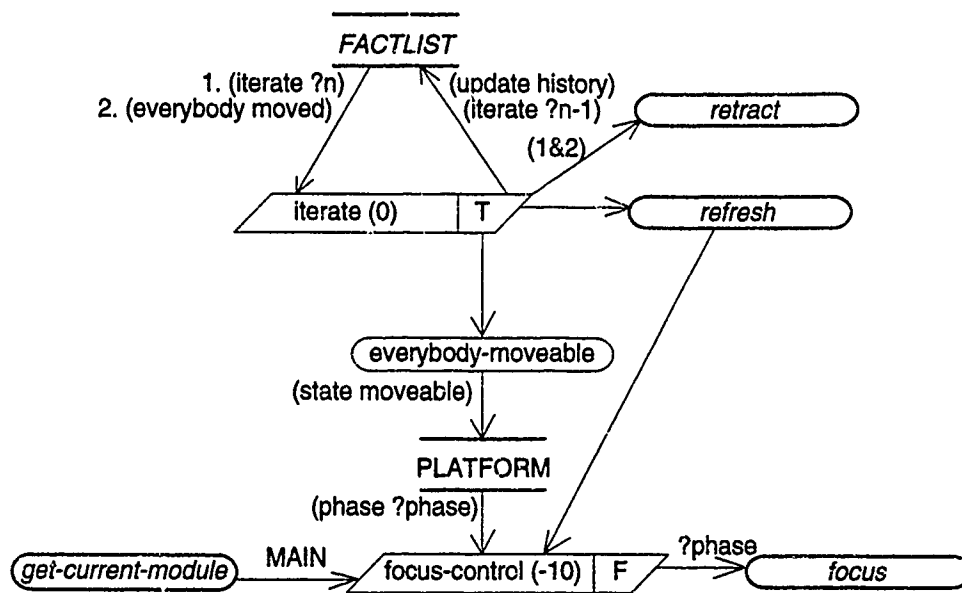 FACTLIST
1. (iterate ?n)
2. (everybody moved)
(update history)
(iterate ?n-1)
(1&2)
retract
iterate (0)
T
refresh
everybody-moveable
(state moveable)
PLATFORM
(phase ?phase)
get-current-module
MAIN
focus-control (-10)
F
?phase
focus